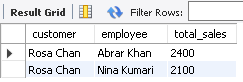 Result Grid Filter Rows:
customer employee total_sales
Rosa Chan Abrar Khan 2400
Rosa Chan Nina Kumari 2100